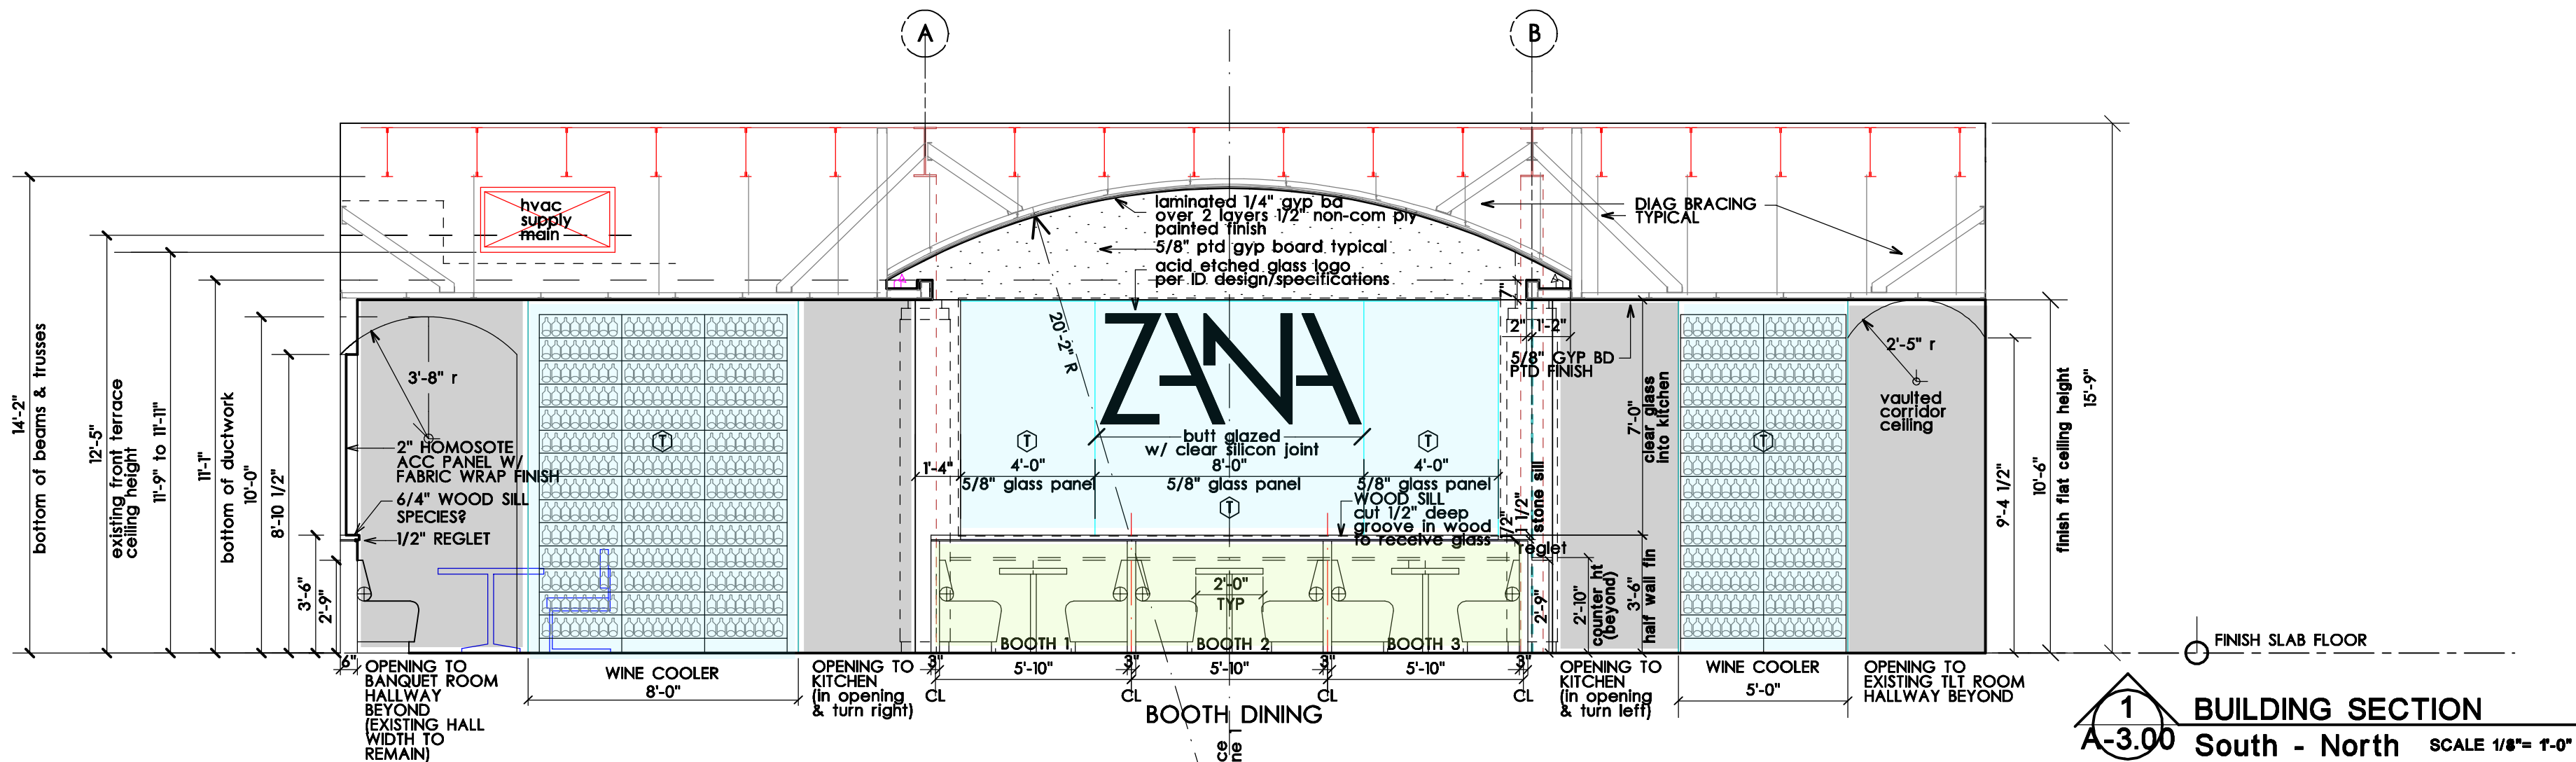 A
B
hvac
supply
main
laminated 1/4" gyp bd
over 2 layers 1/2" non-com ply
painted finish
5/8" ptd gyp board typical
acid etched glass logo
per ID design/specifications
DIAG BRACING
TYPICAL
14'-2"
bottom of beams & trusses
12'-5"
existing front terrace
ceiling height
11'-9" to 11'-11"
11'-1"
bottom of ductwork
10'-0"
8'-10 1/2"
3'-6"
2'-9"
3'-8" r
2" HOMOSOTE
ACC PANEL W/
FABRIC WRAP FINISH
6/4" WOOD SILL
SPECIES?
1/2" REGLET
T
20'-2" R
ZANA
butt glazed
w/ clear silicon joint
T
T
T
1'-4"
4'-0"
5/8" glass panel
8'-0"
5/8" glass panel
4'-0"
5/8" glass panel
WOOD SILL
cut 1/2" deep
groove in wood
to receive glass
7"
2"
1'-2"
5/8" GYP BD
PTD FINISH
7'-0"
clear glass
into kitchen
1 1/2"
stone sill
reglet
2'-9"
2'-10"
counter ht
(beyond)
3'-6"
half wall fin
T
2'-5" r
vaulted
corridor
ceiling
9'-4 1/2"
10'-6"
finish flat ceiling height
15'-9"
2'-0"
TYP
BOOTH 1
BOOTH 2
BOOTH 3
6"
OPENING TO
BANQUET ROOM
HALLWAY
BEYOND
(EXISTING HALL
WIDTH TO
REMAIN)
WINE COOLER
8'-0"
OPENING TO
KITCHEN
(in opening
& turn right)
3"
5'-10"
3"
5'-10"
3"
5'-10"
3"
CL
CL
CL
CL
BOOTH DINING
OPENING TO
KITCHEN
(in opening
& turn left)
WINE COOLER
5'-0"
OPENING TO
EXISTING TLT ROOM
HALLWAY BEYOND
FINISH SLAB FLOOR
1
A-3.00
BUILDING SECTION
South - North
SCALE 1/8"= 1'-0"